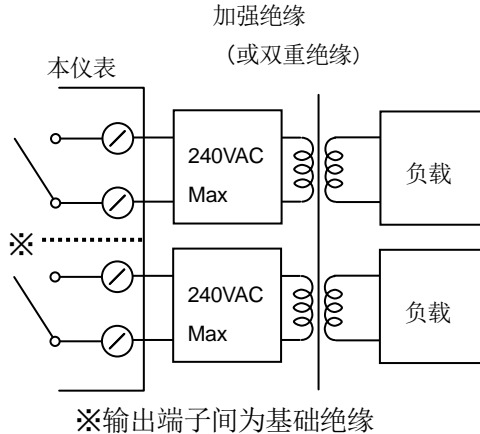 加强绝缘
（或双重绝缘）
本仪表
240VAC
Max
负载
※
240VAC
Max
负载
※输出端子间为基础绝缘